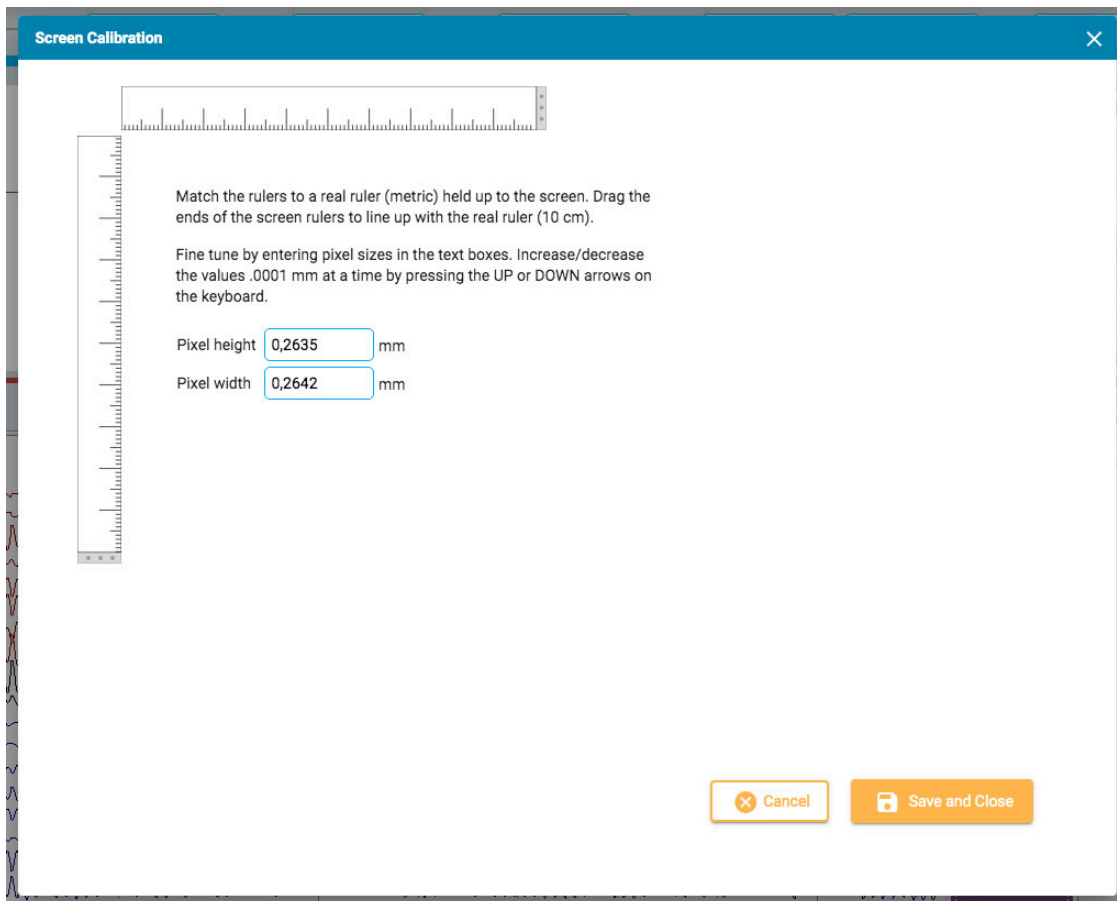 Screen Calibration
Match the rulers to a real ruler (metric) held up to the screen. Drag the
ends of the screen rulers to line up with the real ruler (10 cm).
Fine tune by entering pixel sizes in the text boxes. Increase/decrease
the values .0001 mm at a time by pressing the UP or DOWN arrows on
the keyboard.
Pixel height 0,2635 mm
Pixel width 0,2642 mm
Cancel Save and Close